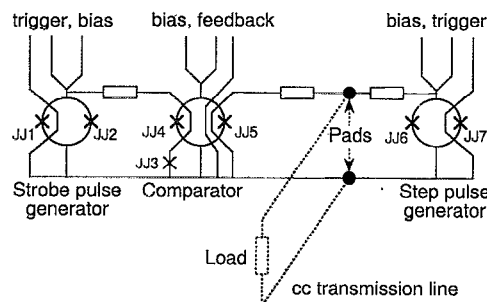 trigger, bias
bias, feedback
bias, trigger
JJ1
JJ2
JJ4
JJ5
JJ3
JJ6
JJ7
Pads
Strobe pulse
generator
Comparator
Step pulse
generator
Load
cc transmission line